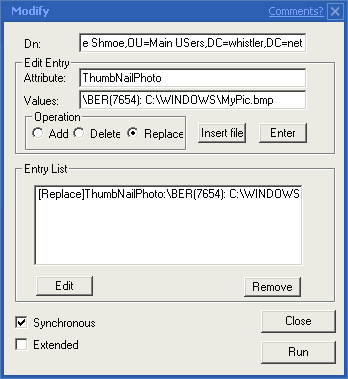 Modify Comments?
Dn: e Shmoe,OU=Main USers,DC=whistler,DC=net
Edit Entry
Attribute: ThumbNailPhoto
Values: \BER(7654): C:\WINDOWS\MyPic.bmp
Operation
Add Delete Replace Insert file Enter
Entry List
[Replace]ThumbNailPhoto:\BER(7654): C:\WINDOWS
Edit Remove
Synchronous Close
Extended Run